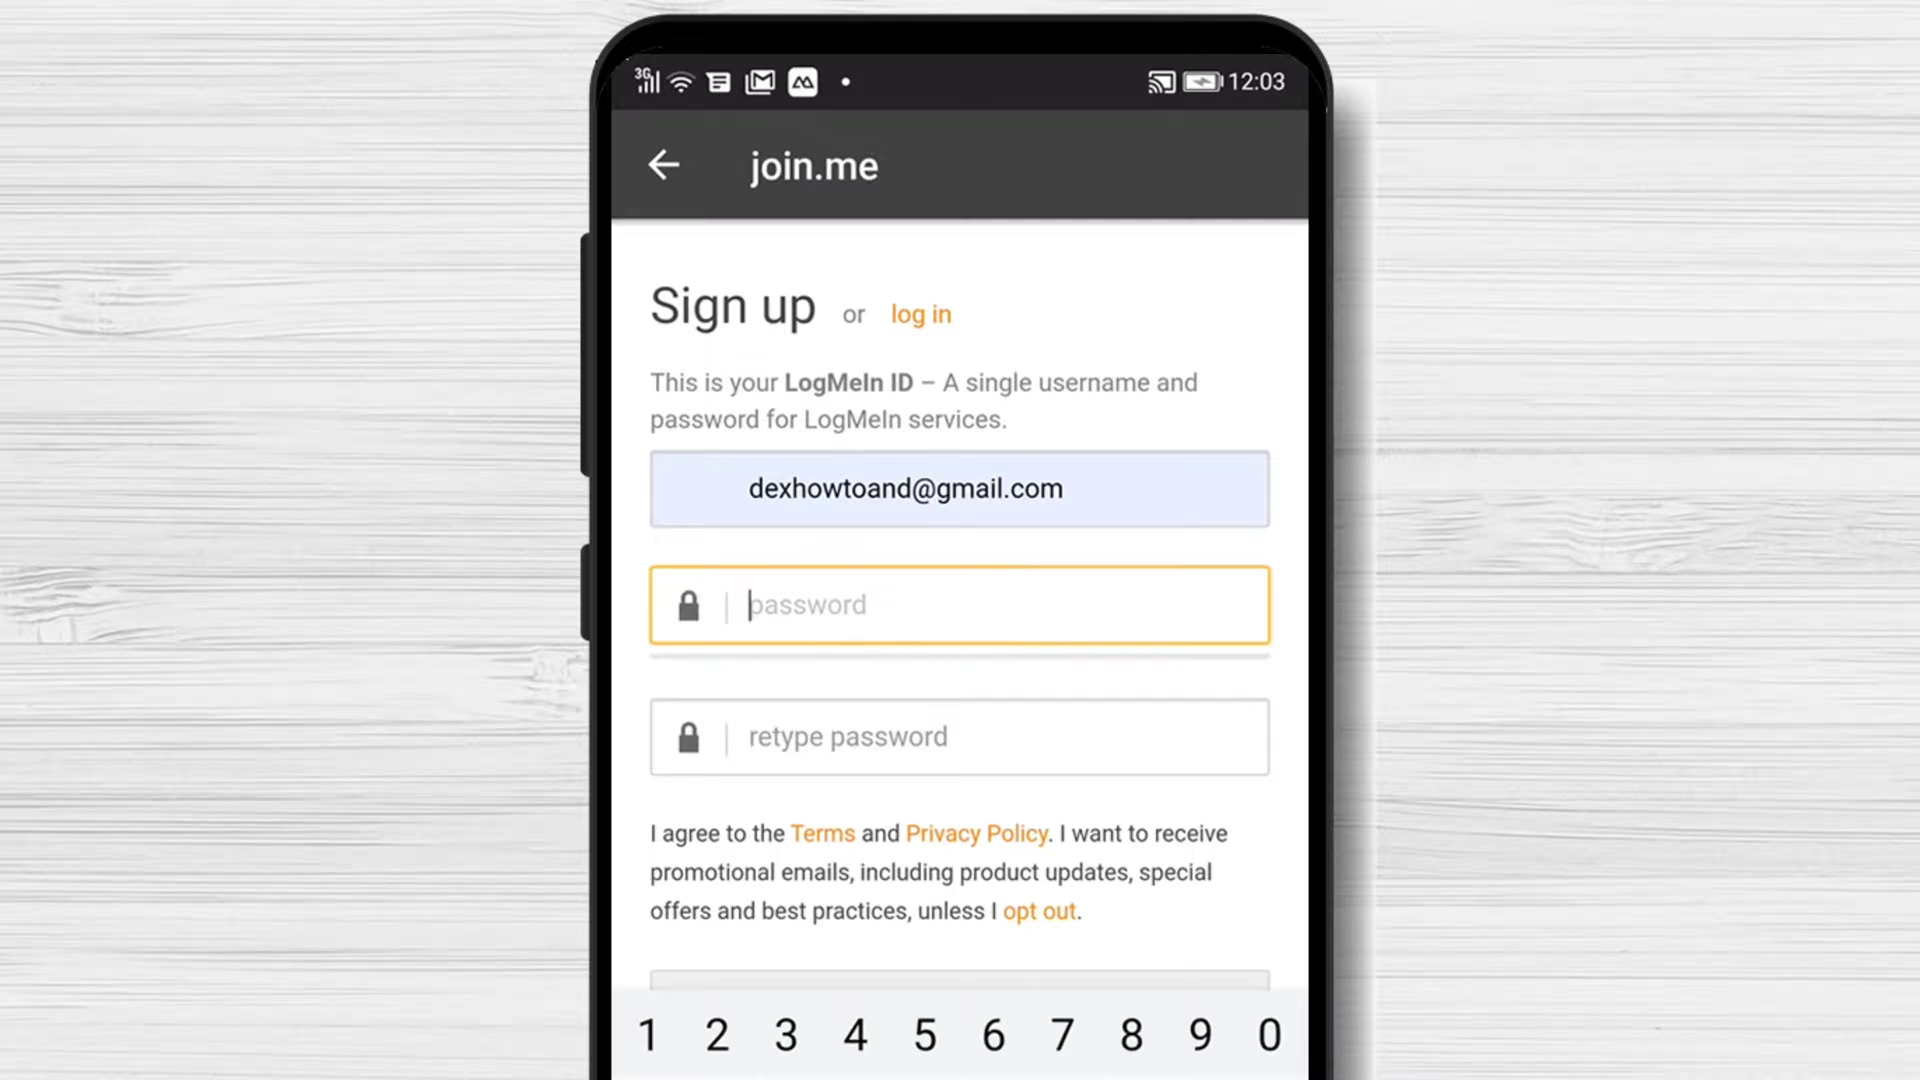 3G 12:03
join.me
Sign up or log in
This is your LogMeIn ID – A single username and
password for LogMeIn services.
dexhowtoand@gmail.com
password
retype password
I agree to the Terms and Privacy Policy. I want to receive
promotional emails, including product updates, special
offers and best practices, unless I opt out.
1 2 3 4 5 6 7 8 9 0